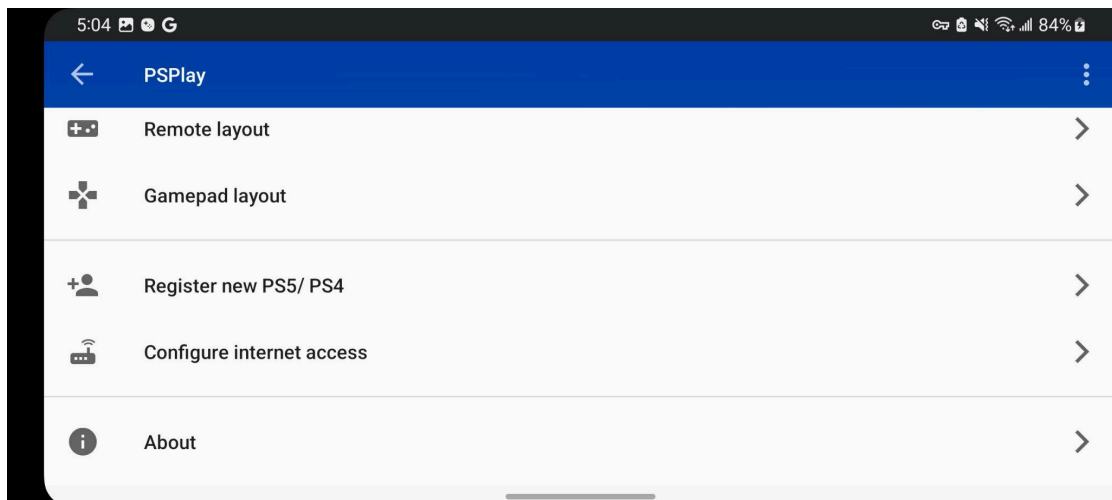 5:04 G 84%
PSPlay
Remote layout
Gamepad layout
Register new PS5/ PS4
Configure internet access
About